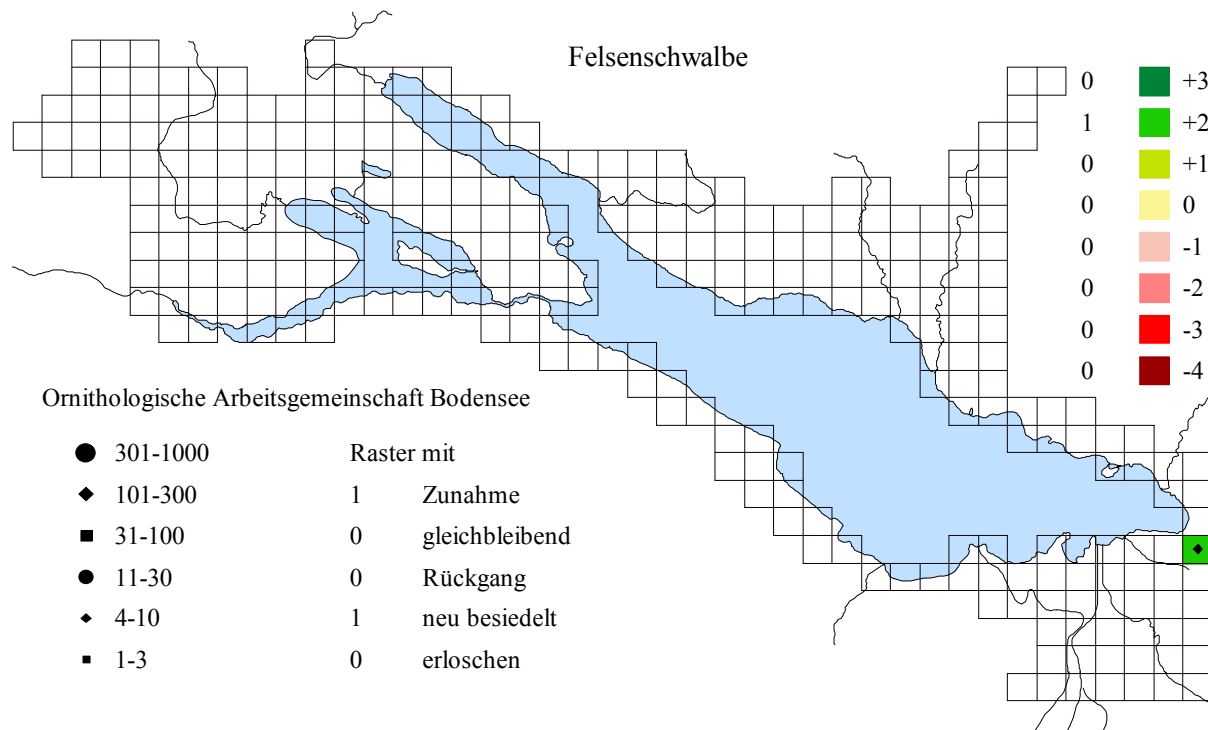 Felsenschwalbe
0 +3
1 +2
0 +1
0 0
0 -1
0 -2
0 -3
0 -4
Ornithologische Arbeitsgemeinschaft Bodensee
301-1000 Raster mit
101-300 1 Zunahme
31-100 0 gleichbleibend
11-30 0 Rückgang
4-10 1 neu besiedelt
1-3 0 erloschen